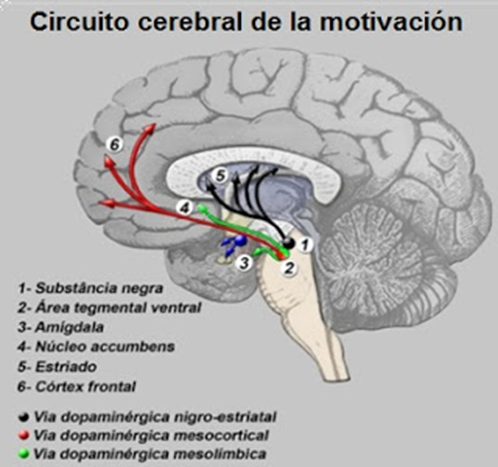 Circuito cerebral de la motivación
6
5
4
3
1
2
1- Substância negra
2- Área tegmental ventral
3- Amígdala
4- Núcleo accumbens
5- Estriado
6- Córtex frontal
Via dopaminérgica nigro-estriatal
Via dopaminérgica mesocortical
Via dopaminérgica mesolímbica